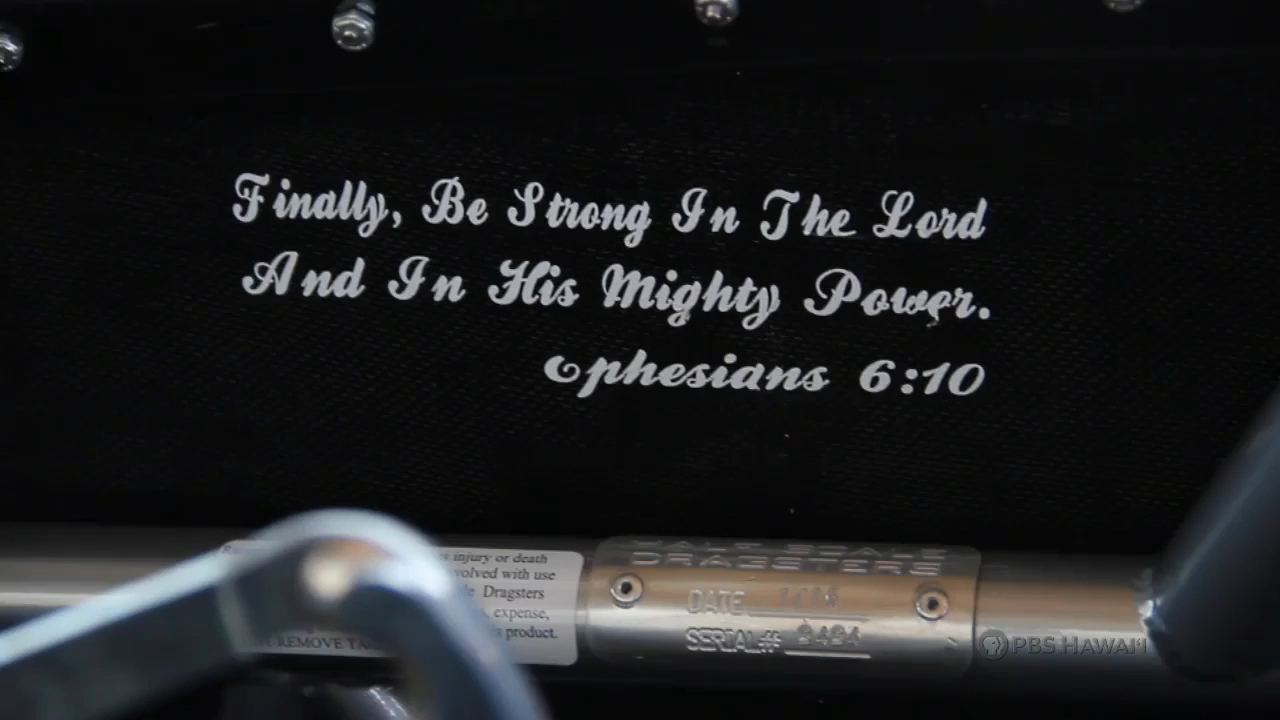 Finally, Be Strong In The Lord
And In His Mighty Power.
Ephesians 6:10
injury or death
volved with use
Dragsters
expense,
product.
REMOVE
DRAGSTERS
DATE
SERIAL#
PBS HAWAIʻI